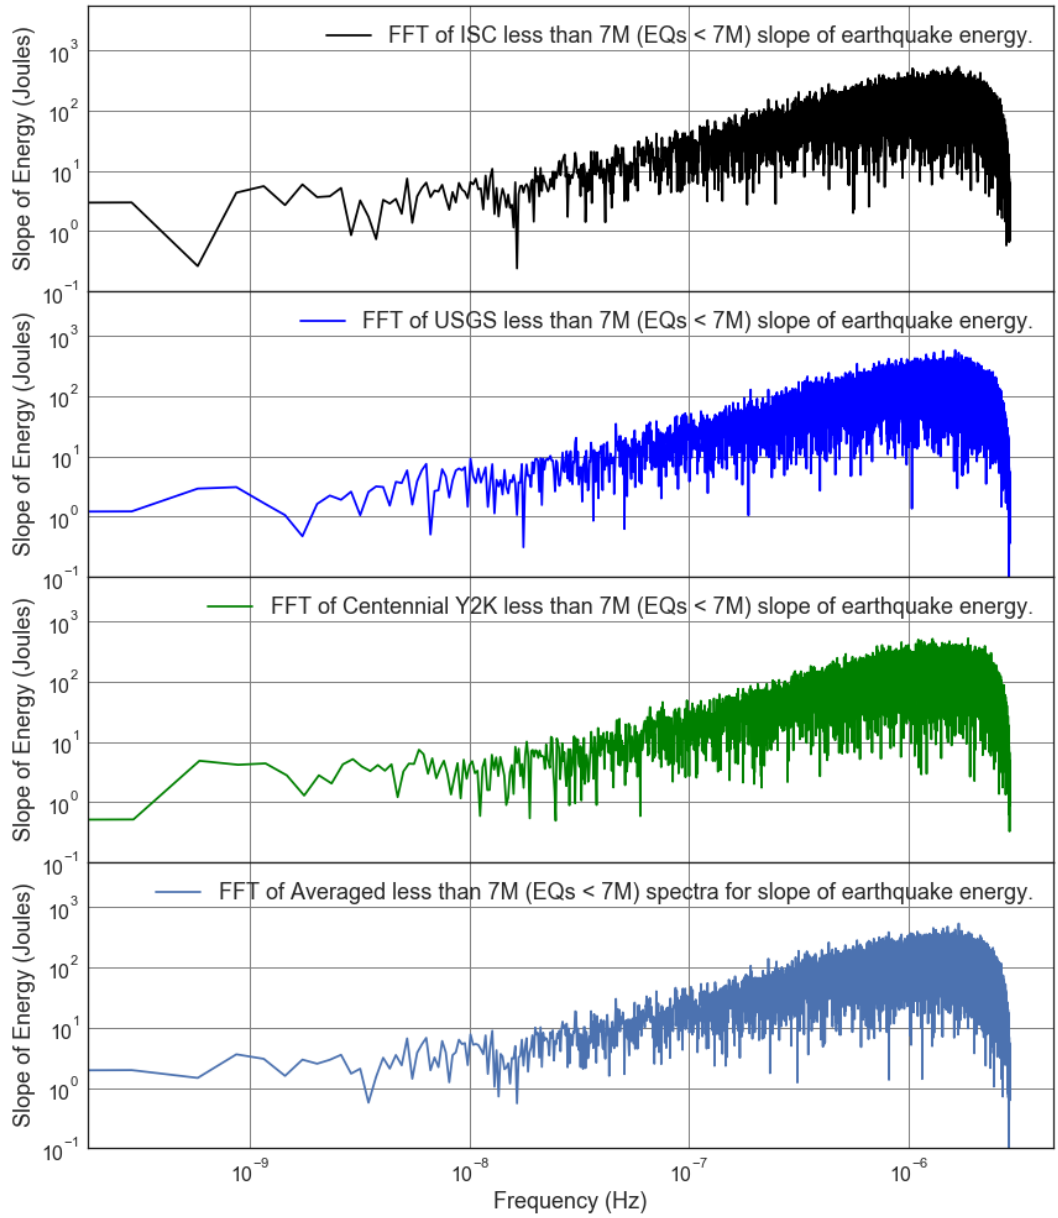 FFT of ISC less than 7M (EQs < 7M) slope of earthquake energy.
Slope of Energy (Joules)
10³
10²
10¹
10⁰
10⁻¹
FFT of USGS less than 7M (EQs < 7M) slope of earthquake energy.
Slope of Energy (Joules)
10³
10²
10¹
10⁰
10⁻¹
FFT of Centennial Y2K less than 7M (EQs < 7M) slope of earthquake energy.
Slope of Energy (Joules)
10³
10²
10¹
10⁰
10⁻¹
FFT of Averaged less than 7M (EQs < 7M) spectra for slope of earthquake energy.
Slope of Energy (Joules)
10³
10²
10¹
10⁰
10⁻¹
10⁻⁹ 10⁻⁸ 10⁻⁷ 10⁻⁶
Frequency (Hz)